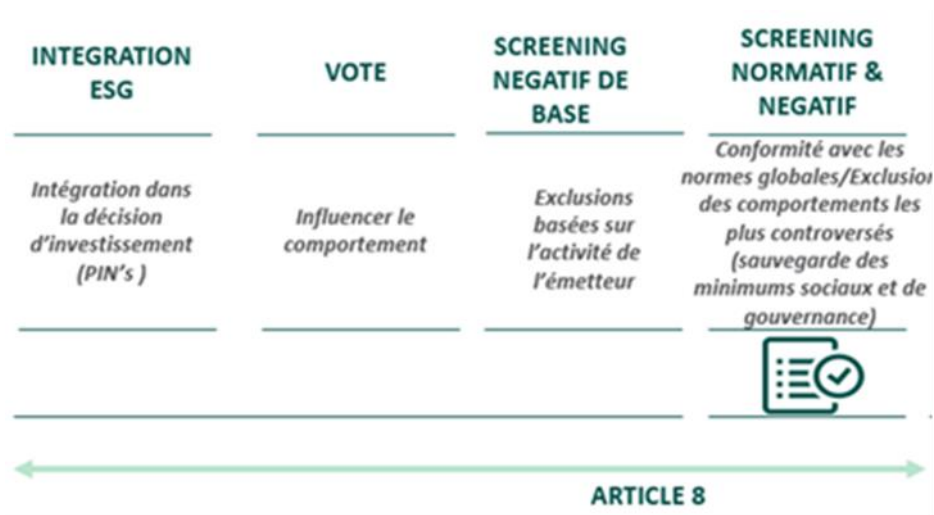 INTEGRATION
ESG
VOTE
SCREENING
NEGATIF DE
BASE
SCREENING
NORMATIF &
NEGATIF
Intégration dans
la décision
d'investissement
(PIN's )
Influencer le
comportement
Exclusions
basées sur
l'activité de
l'émetteur
Conformité avec les
normes globales/Exclusion
des comportements les
plus controversés
(sauvegarde des
minimums sociaux et de
gouvernance)
ARTICLE 8